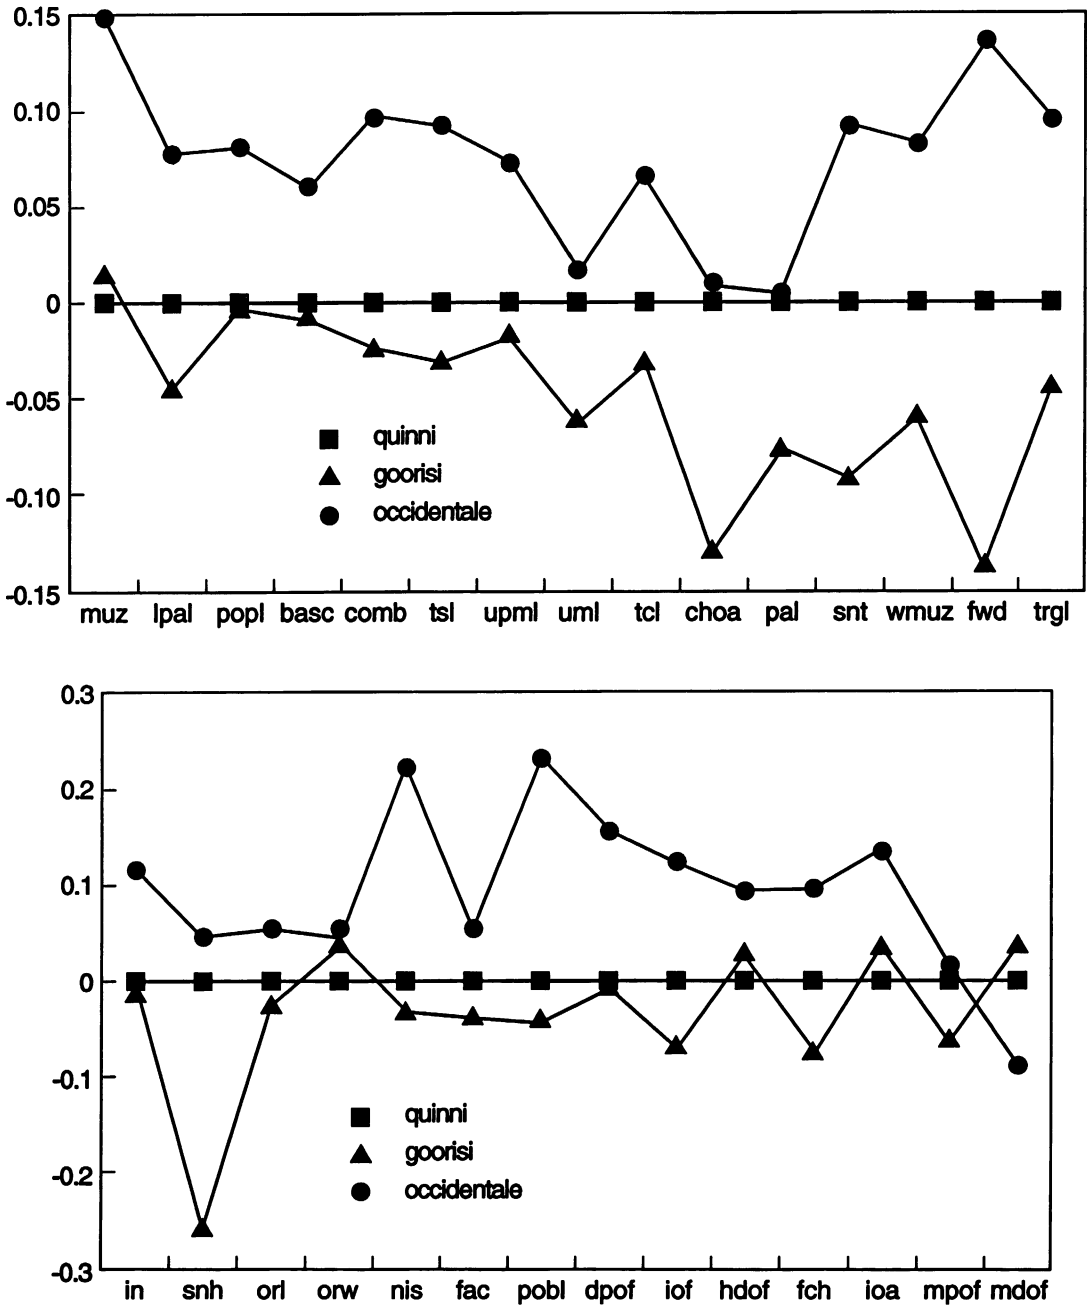 0.15
0.10
0.05
0
-0.05
-0.10
-0.15
quinni
goorisi
occidentale
muz lpal popl basc comb tsl upml uml tcl choa pal snt wmuz fwd trgl
0.3
0.2
0.1
0
-0.1
-0.2
-0.3
quinni
goorisi
occidentale
in snh orl orw nis fac pobl dpof iof hdof fch ioa mpof mdof